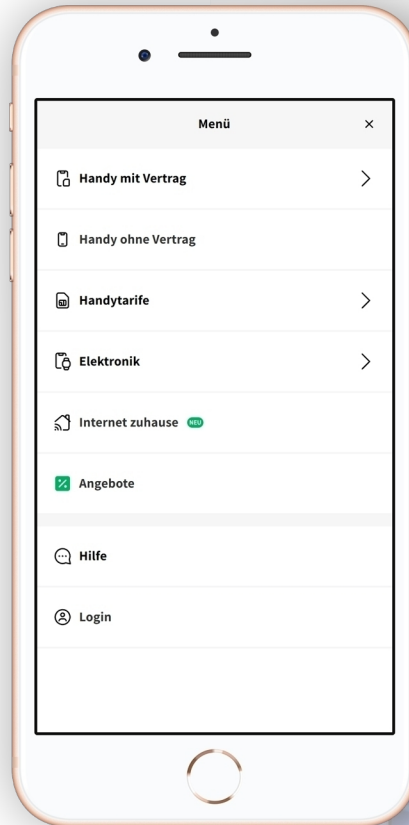 Menü
Handy mit Vertrag
Handy ohne Vertrag
Handytarife
Elektronik
Internet zuhause NEU
Angebote
Hilfe
Login